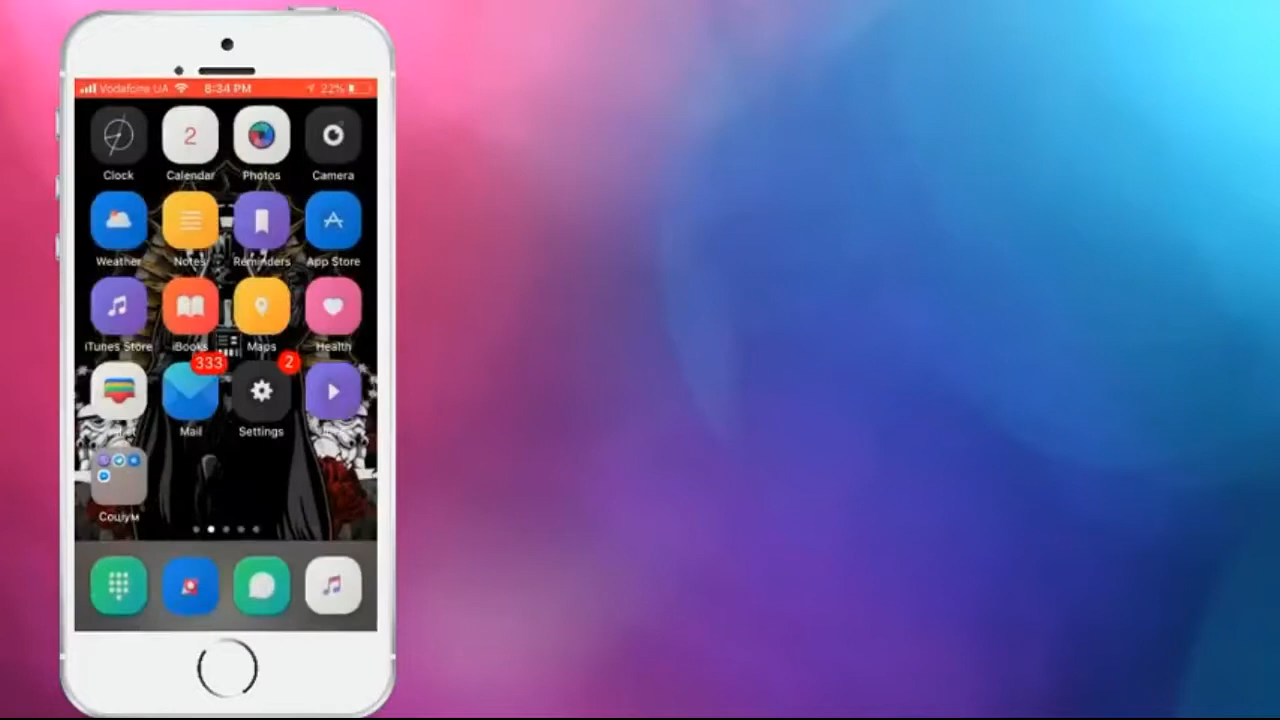 Vodafone UA 8:34 PM 22%
2
Clock Calendar Photos Camera
Weather Notes Reminders App Store
iTunes Store iBooks Maps Health
333 2
Mail Settings
Соціум